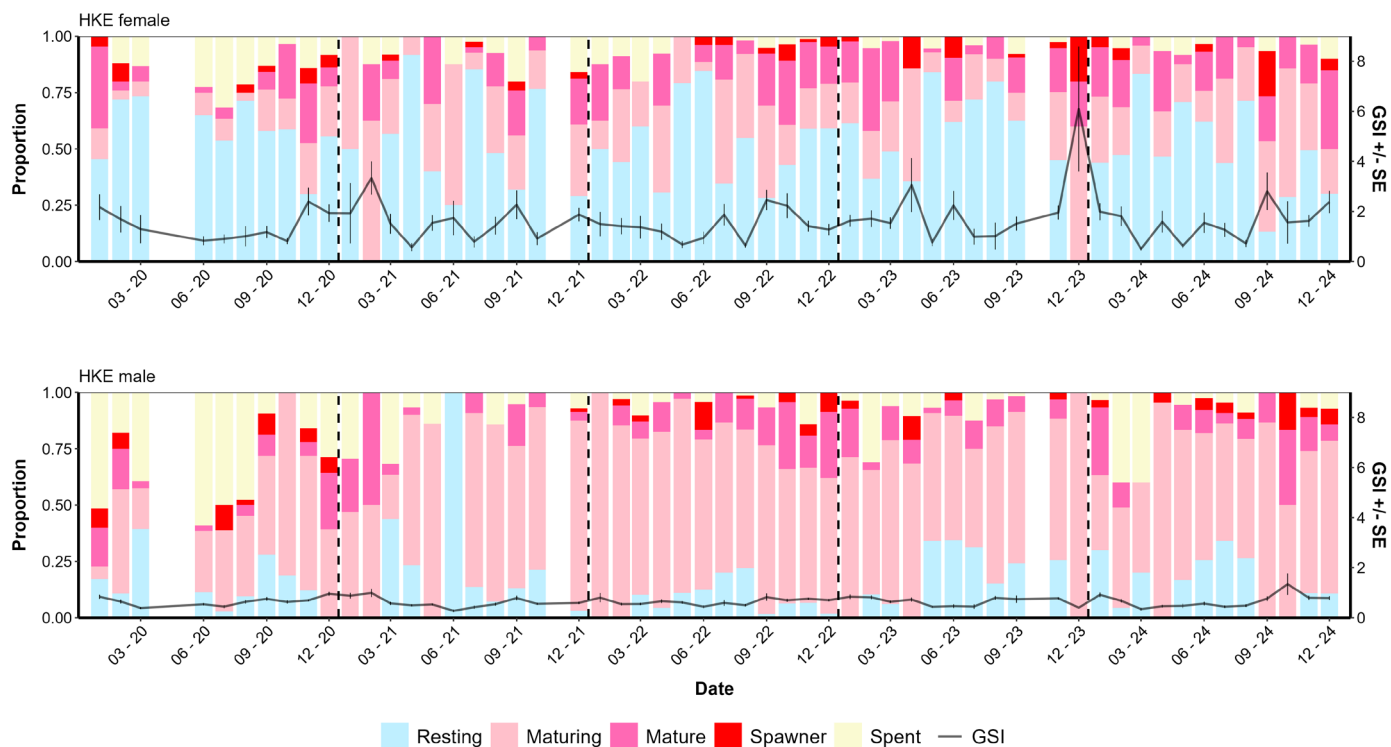 HKE female
1.00
0.75
0.50
0.25
0.00
Proportion
8
6
4
2
0
GSI +/- SE
03 - 20
06 - 20
09 - 20
12 - 20
03 - 21
06 - 21
09 - 21
12 - 21
03 - 22
06 - 22
09 - 22
12 - 22
03 - 23
06 - 23
09 - 23
12 - 23
03 - 24
06 - 24
09 - 24
12 - 24
HKE male
1.00
0.75
0.50
0.25
0.00
Proportion
8
6
4
2
0
GSI +/- SE
03 - 20
06 - 20
09 - 20
12 - 20
03 - 21
06 - 21
09 - 21
12 - 21
03 - 22
06 - 22
09 - 22
12 - 22
03 - 23
06 - 23
09 - 23
12 - 23
03 - 24
06 - 24
09 - 24
12 - 24
Date
Resting Maturing Mature Spawner Spent GSI